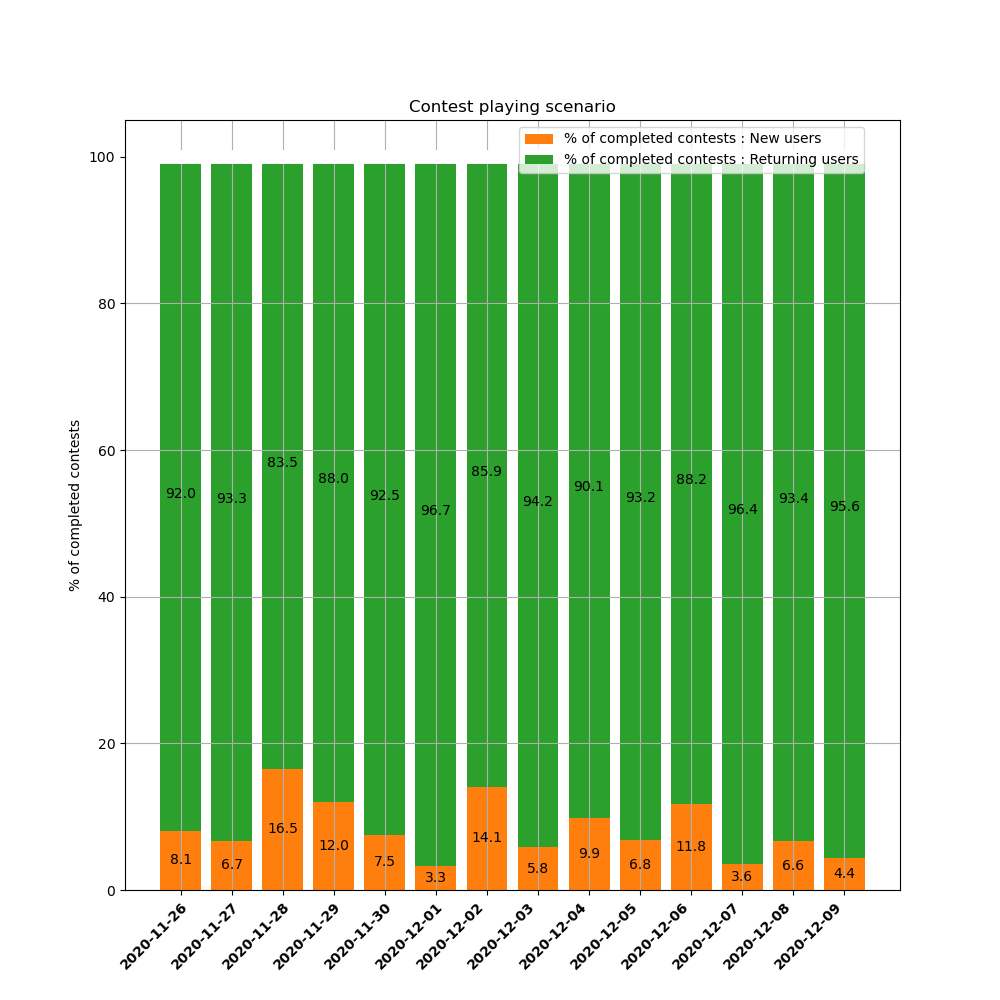 Contest playing scenario
% of completed contests : New users
% of completed contests : Returning users
% of completed contests
100
80
60
40
20
0
92.0 93.3 83.5 88.0 92.5 96.7 85.9 94.2 90.1 93.2 88.2 96.4 93.4 95.6
8.1 6.7 16.5 12.0 7.5 3.3 14.1 5.8 9.9 6.8 11.8 3.6 6.6 4.4
2020-11-26 2020-11-27 2020-11-28 2020-11-29 2020-11-30 2020-12-01 2020-12-02 2020-12-03 2020-12-04 2020-12-05 2020-12-06 2020-12-07 2020-12-08 2020-12-09